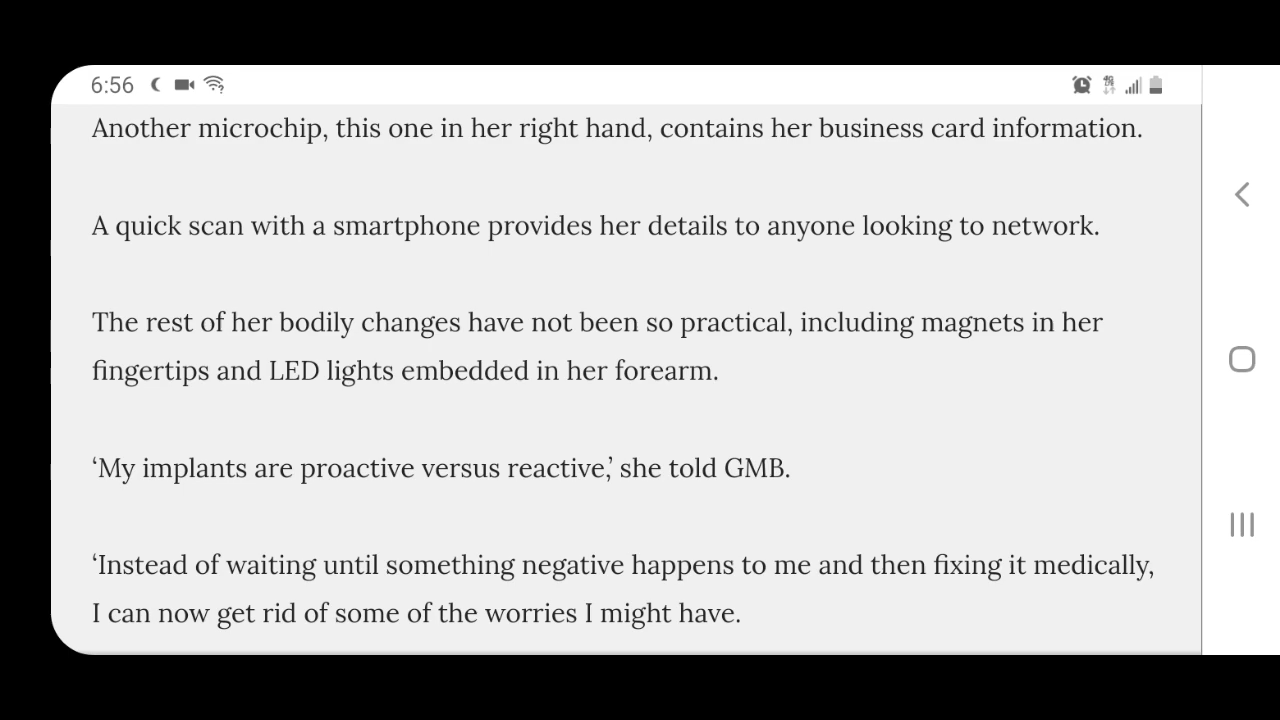 6:56
Another microchip, this one in her right hand, contains her business card information.
A quick scan with a smartphone provides her details to anyone looking to network.
The rest of her bodily changes have not been so practical, including magnets in her
fingertips and LED lights embedded in her forearm.
‘My implants are proactive versus reactive,’ she told GMB.
‘Instead of waiting until something negative happens to me and then fixing it medically,
I can now get rid of some of the worries I might have.